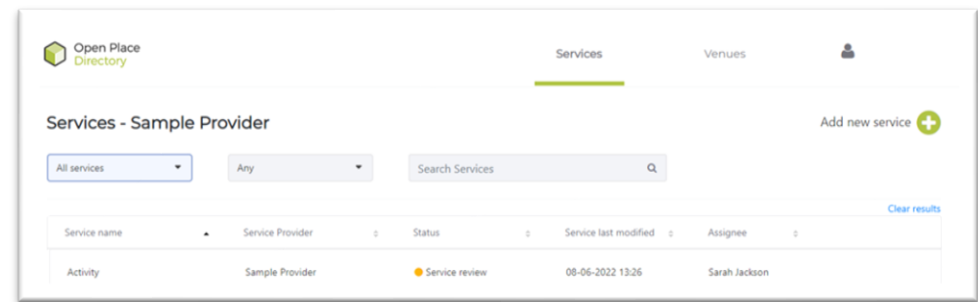 Open Place
Directory
Services
Venues
Services - Sample Provider
Add new service
All services
Any
Search Services
Clear results
Service name
Service Provider
Status
Service last modified
Assignee
Activity
Sample Provider
Service review
08-06-2022 13:26
Sarah Jackson